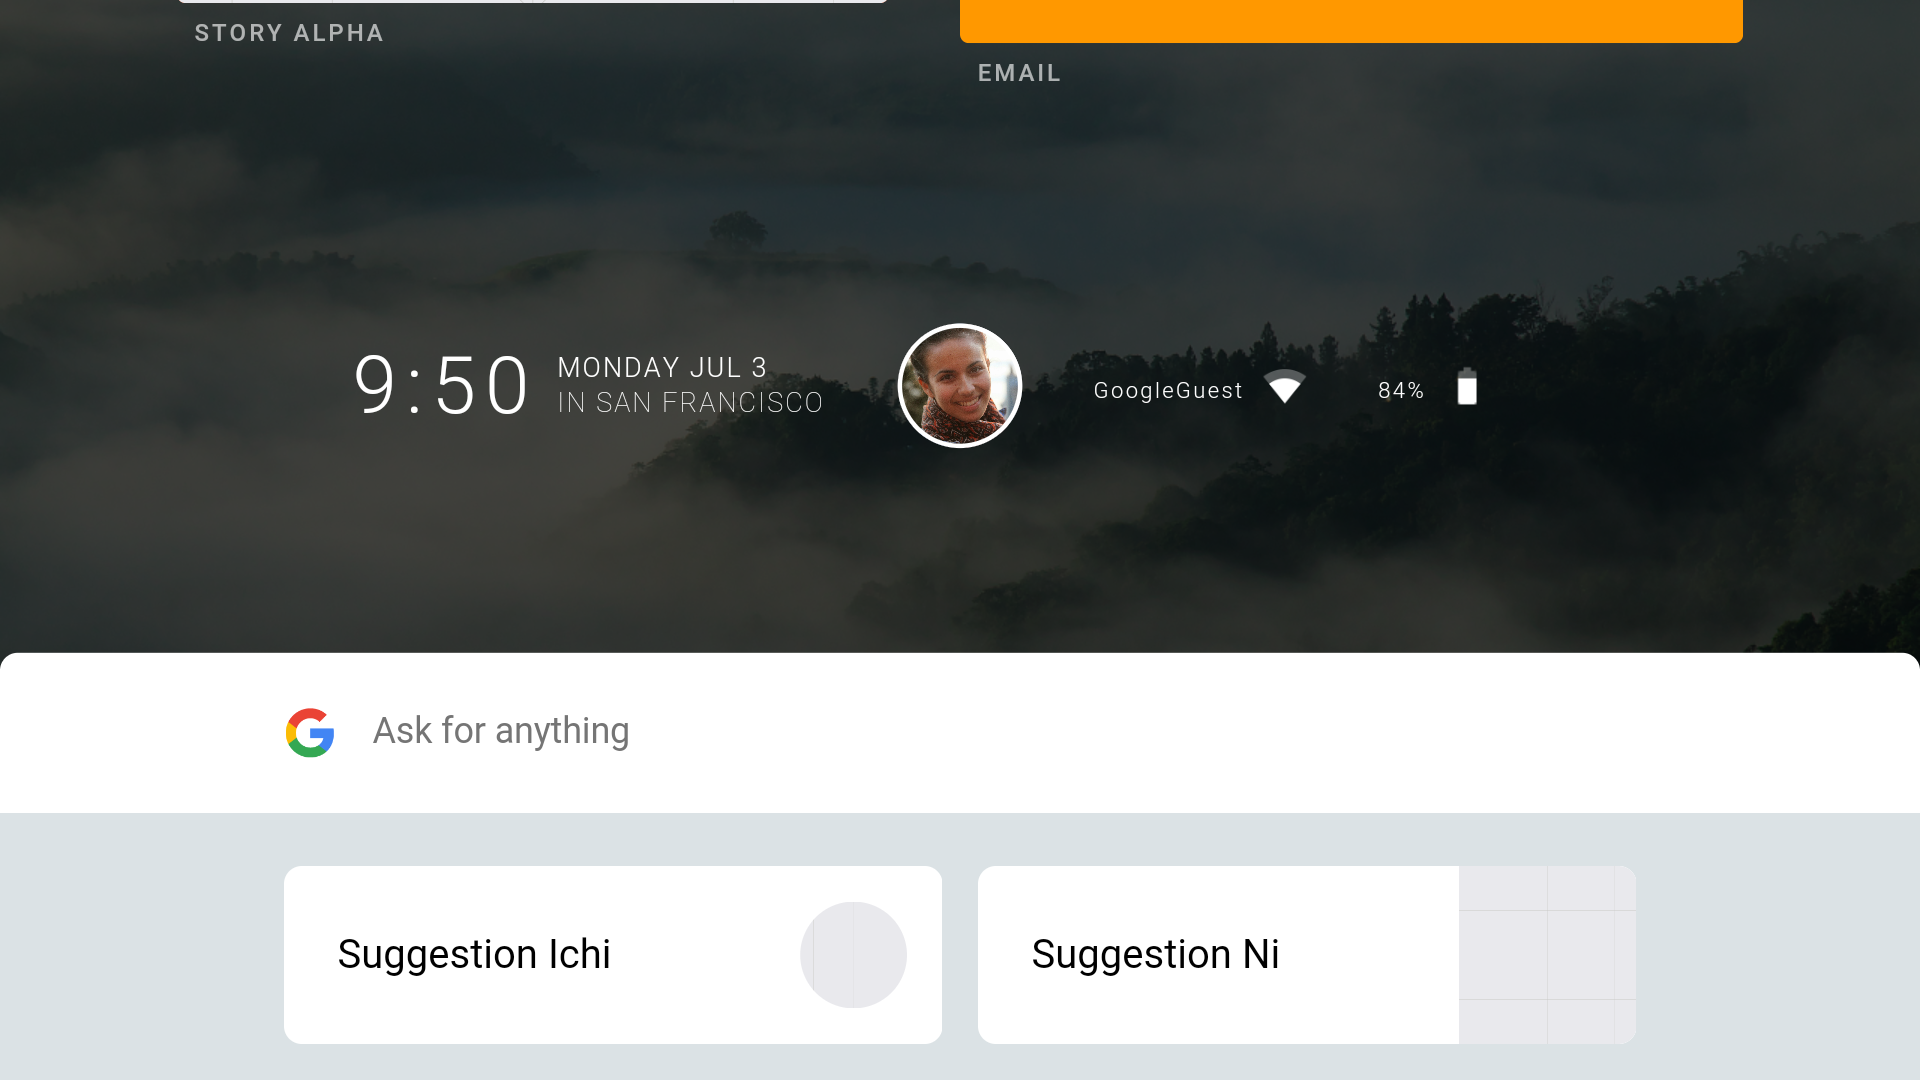 STORY ALPHA
EMAIL
9:50
MONDAY JUL 3
IN SAN FRANCISCO
GoogleGuest
84%
Ask for anything
Suggestion Ichi
Suggestion Ni